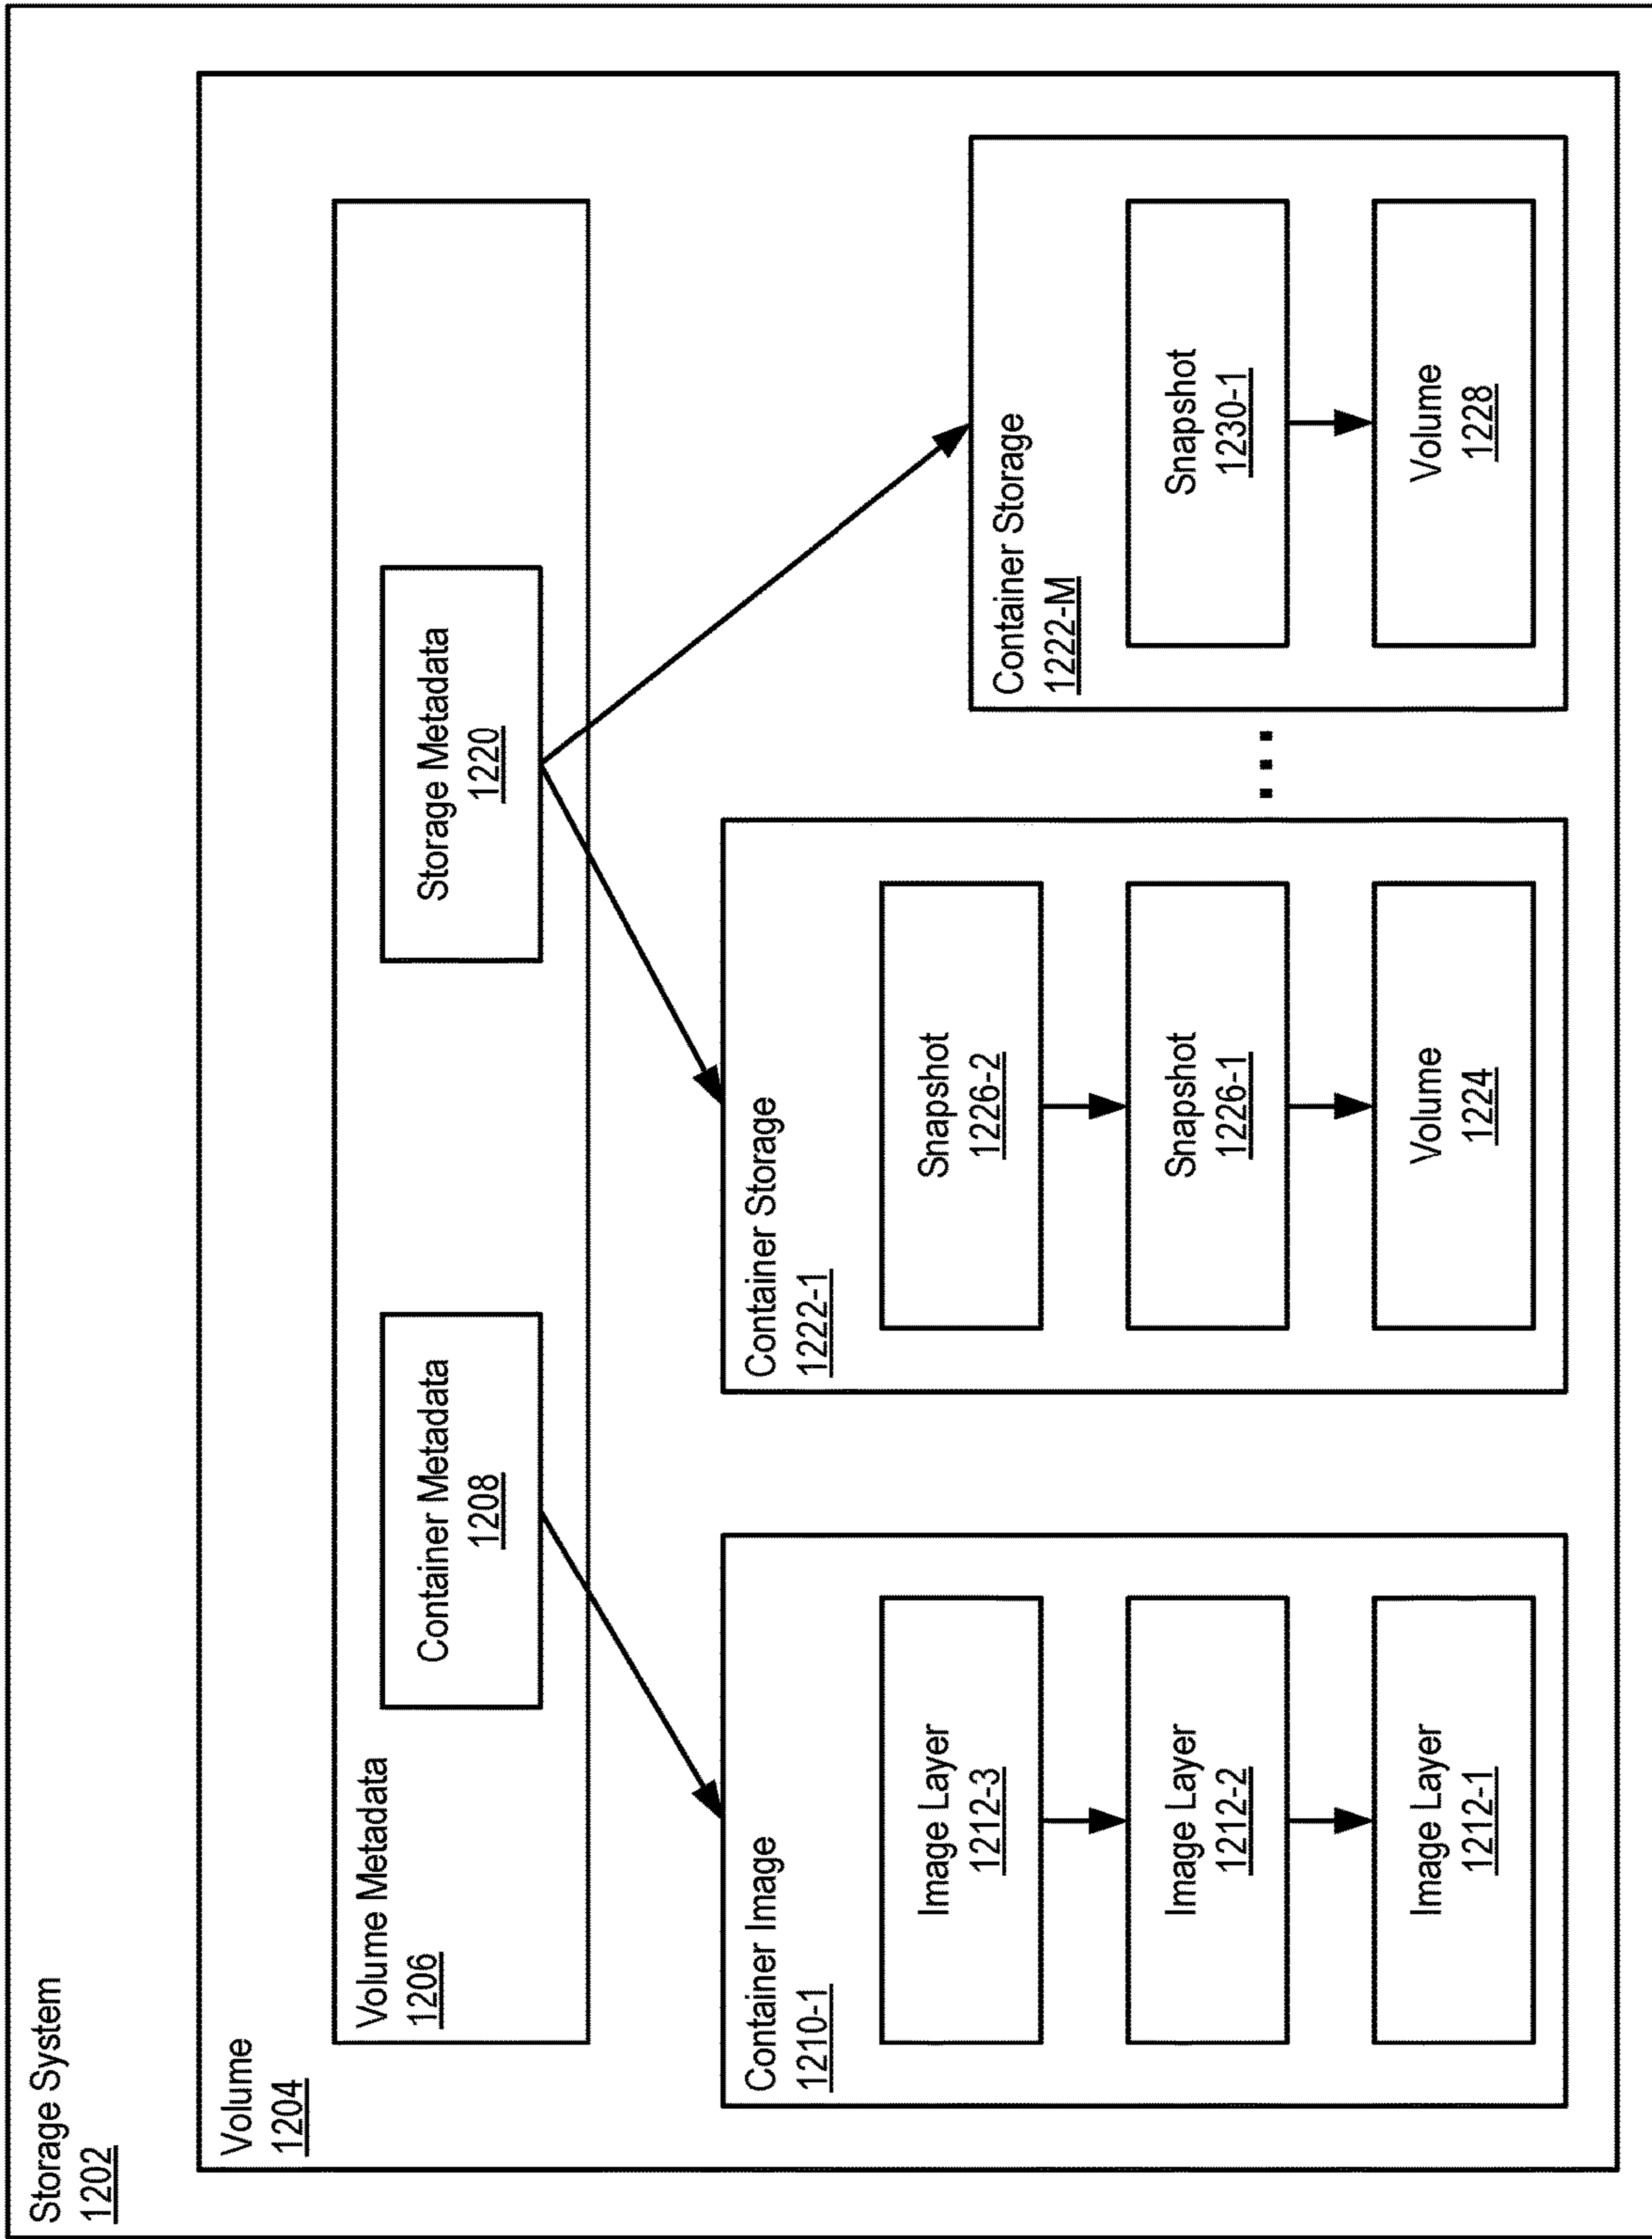 Storage System
1202
Volume
1204
Volume Metadata
1206
Container Metadata
1208
Storage Metadata
1220
Container Image
1210-1
Image Layer
1212-3
Image Layer
1212-2
Image Layer
1212-1
Container Storage
1222-1
Snapshot
1226-2
Snapshot
1226-1
Volume
1224
...
Container Storage
1222-M
Snapshot
1230-1
Volume
1228